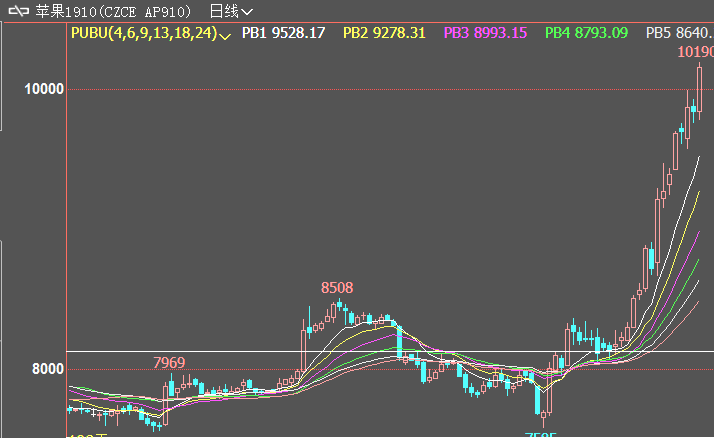 苹果1910(CZCE AP910) 日线
PUBU(4,6,9,13,18,24) PB1 9528.17 PB2 9278.31 PB3 8993.15 PB4 8793.09 PB5 8640.
10190
10000
8508
7969
8000